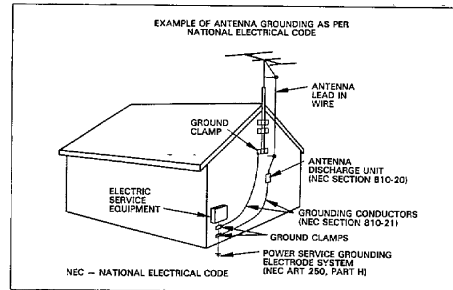 EXAMPLE OF ANTENNA GROUNDING AS PER
NATIONAL ELECTRICAL CODE
ANTENNA
LEAD IN
WIRE
GROUND
CLAMP
ANTENNA
DISCHARGE UNIT
(NEC SECTION 810-20)
ELECTRIC
SERVICE
EQUIPMENT
GROUNDING CONDUCTORS
(NEC SECTION 810-21)
GROUND CLAMPS
POWER SERVICE GROUNDING
ELECTRODE SYSTEM
(NEC ART 250, PART H)
NEC – NATIONAL ELECTRICAL CODE